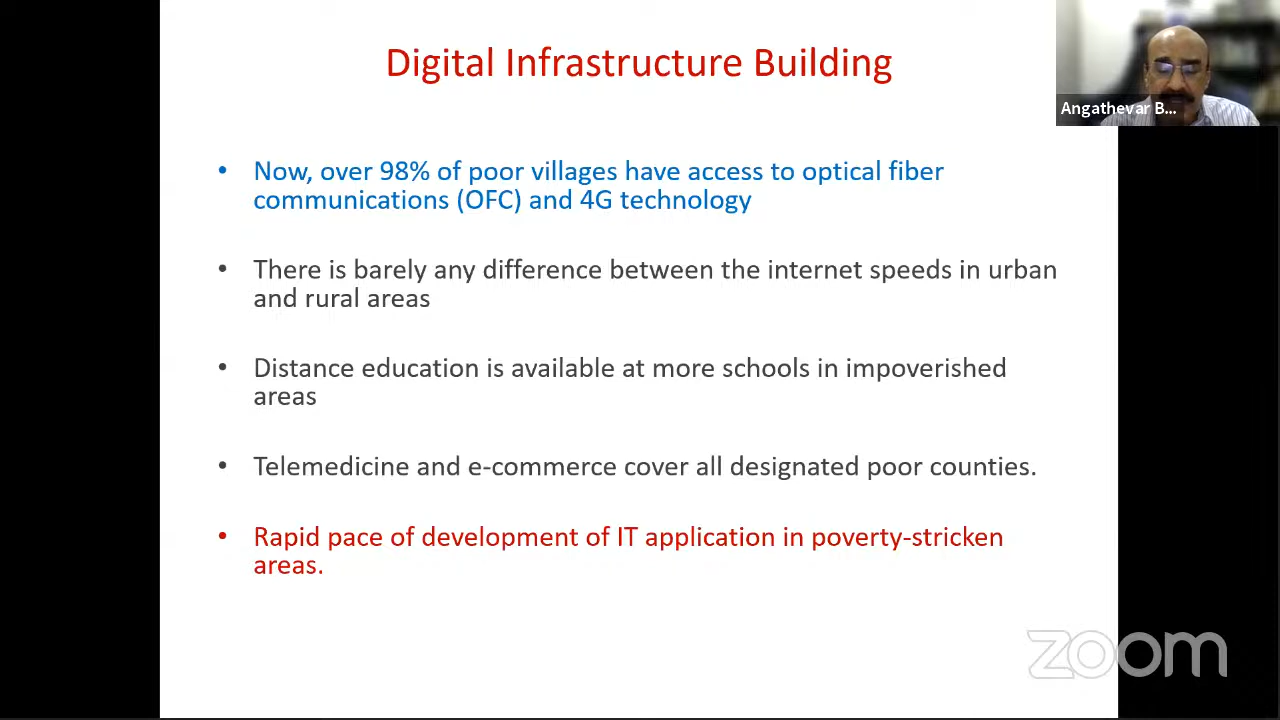 Digital Infrastructure Building
Angathevar B...
• Now, over 98% of poor villages have access to optical fiber
communications (OFC) and 4G technology
• There is barely any difference between the internet speeds in urban
and rural areas
• Distance education is available at more schools in impoverished
areas
• Telemedicine and e-commerce cover all designated poor counties.
• Rapid pace of development of IT application in poverty-stricken
areas.
zoom